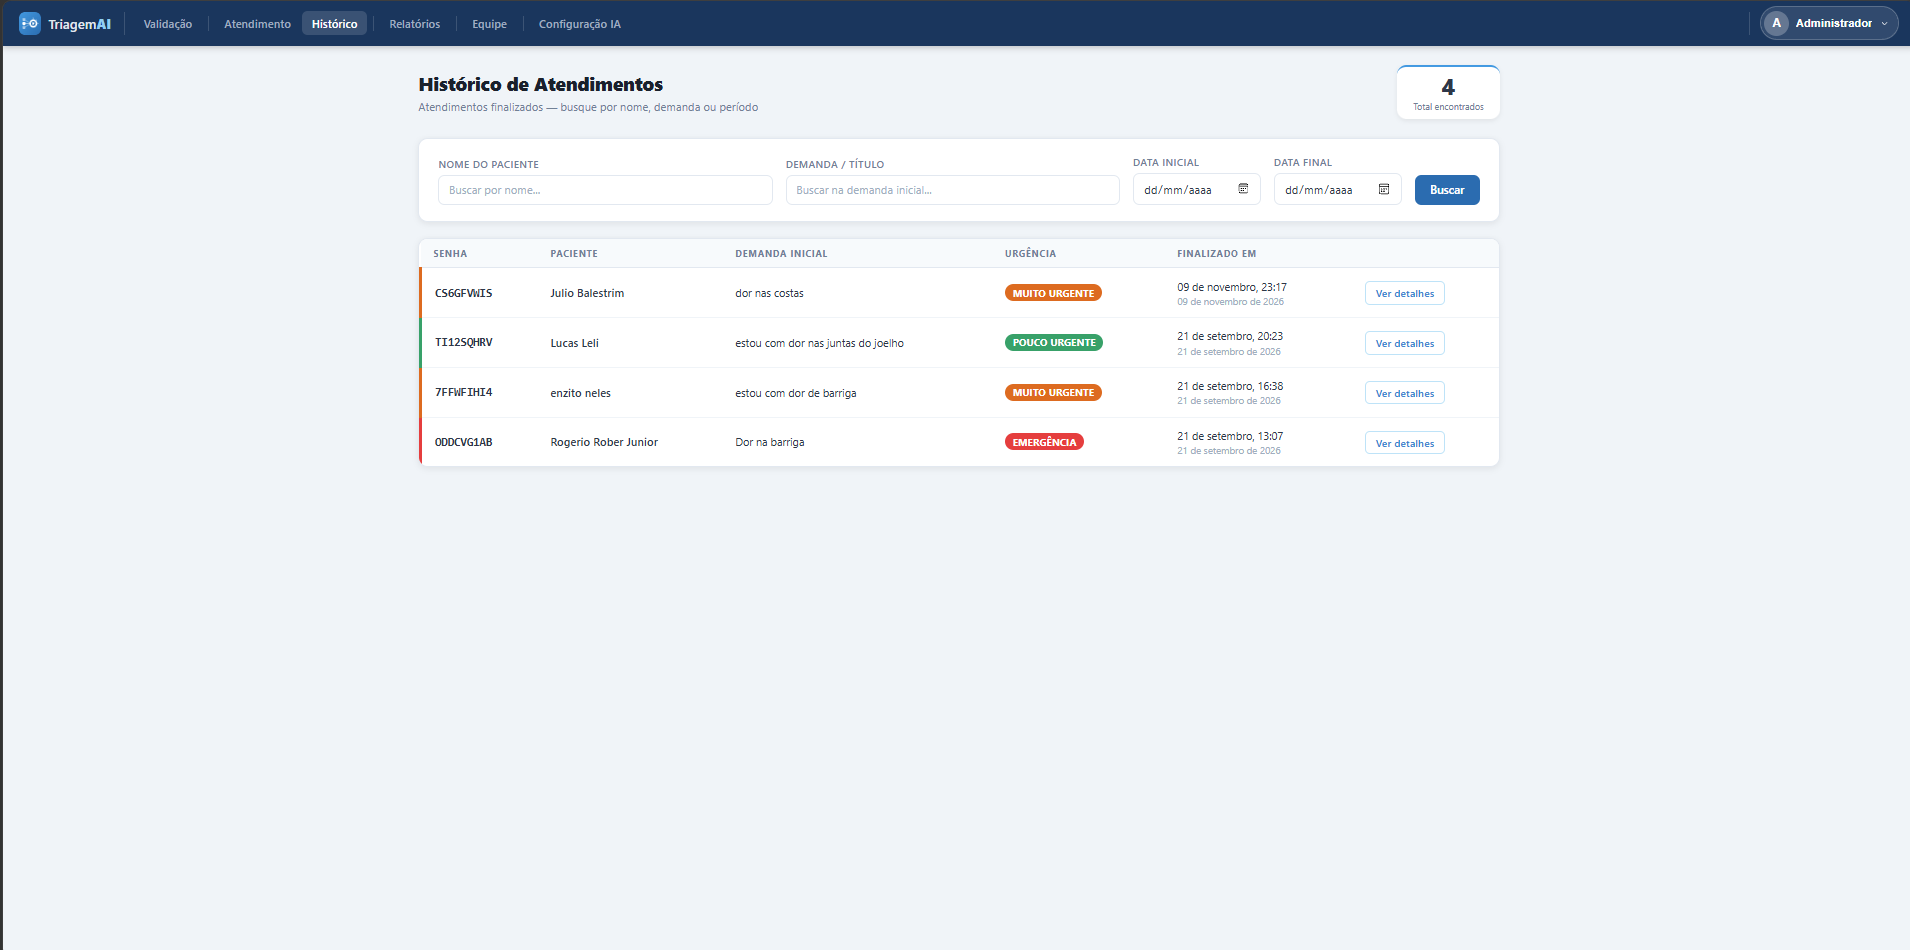 TriagemAI Validação Atendimento Histórico Relatórios Equipe Configuração IA A Administrador
Histórico de Atendimentos
Atendimentos finalizados — busque por nome, demanda ou período
4
Total encontrados
NOME DO PACIENTE DEMANDA / TÍTULO DATA INICIAL DATA FINAL
Buscar por nome... Buscar na demanda inicial... dd/mm/aaaa dd/mm/aaaa Buscar
SENHA PACIENTE DEMANDA INICIAL URGÊNCIA FINALIZADO EM
CS6GFVWIS Julio Balestrim dor nas costas MUITO URGENTE 09 de novembro, 23:17 Ver detalhes
09 de novembro de 2026
TI12SQHRV Lucas Leli estou com dor nas juntas do joelho POUCO URGENTE 21 de setembro, 20:23 Ver detalhes
21 de setembro de 2026
7FFWFIHI4 enzito neles estou com dor de barriga MUITO URGENTE 21 de setembro, 16:38 Ver detalhes
21 de setembro de 2026
ODDCVG1AB Rogerio Rober Junior Dor na barriga EMERGÊNCIA 21 de setembro, 13:07 Ver detalhes
21 de setembro de 2026